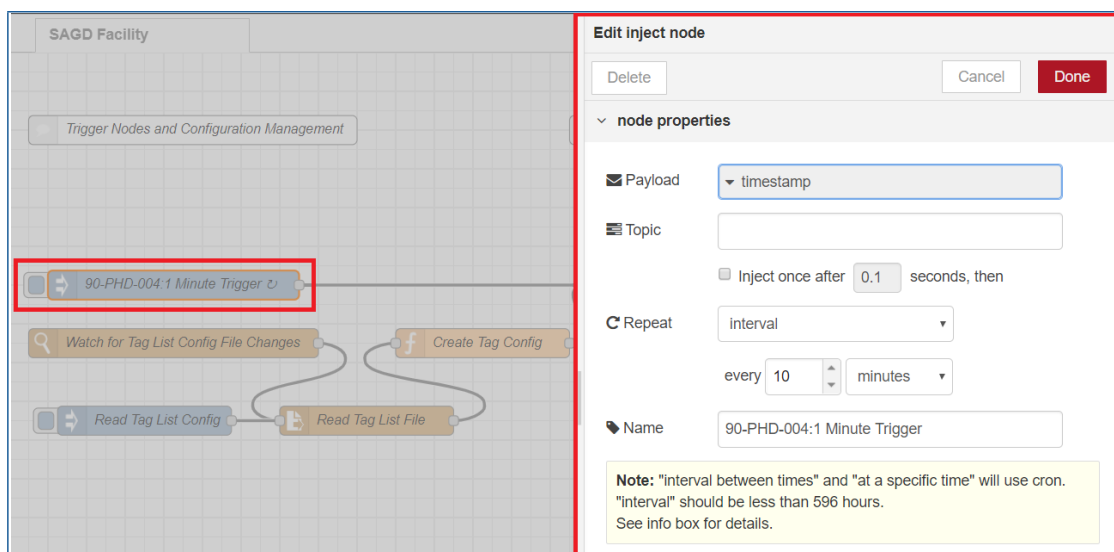 SAGD Facility
Trigger Nodes and Configuration Management
90-PHD-004:1 Minute Trigger ↻
Watch for Tag List Config File Changes
Create Tag Config
Read Tag List Config
Read Tag List File
Edit inject node
Delete
Cancel
Done
node properties
Payload
timestamp
Topic
Inject once after 0.1 seconds, then
Repeat
interval
every 10 minutes
Name
90-PHD-004:1 Minute Trigger
Note: "interval between times" and "at a specific time" will use cron.
"interval" should be less than 596 hours.
See info box for details.